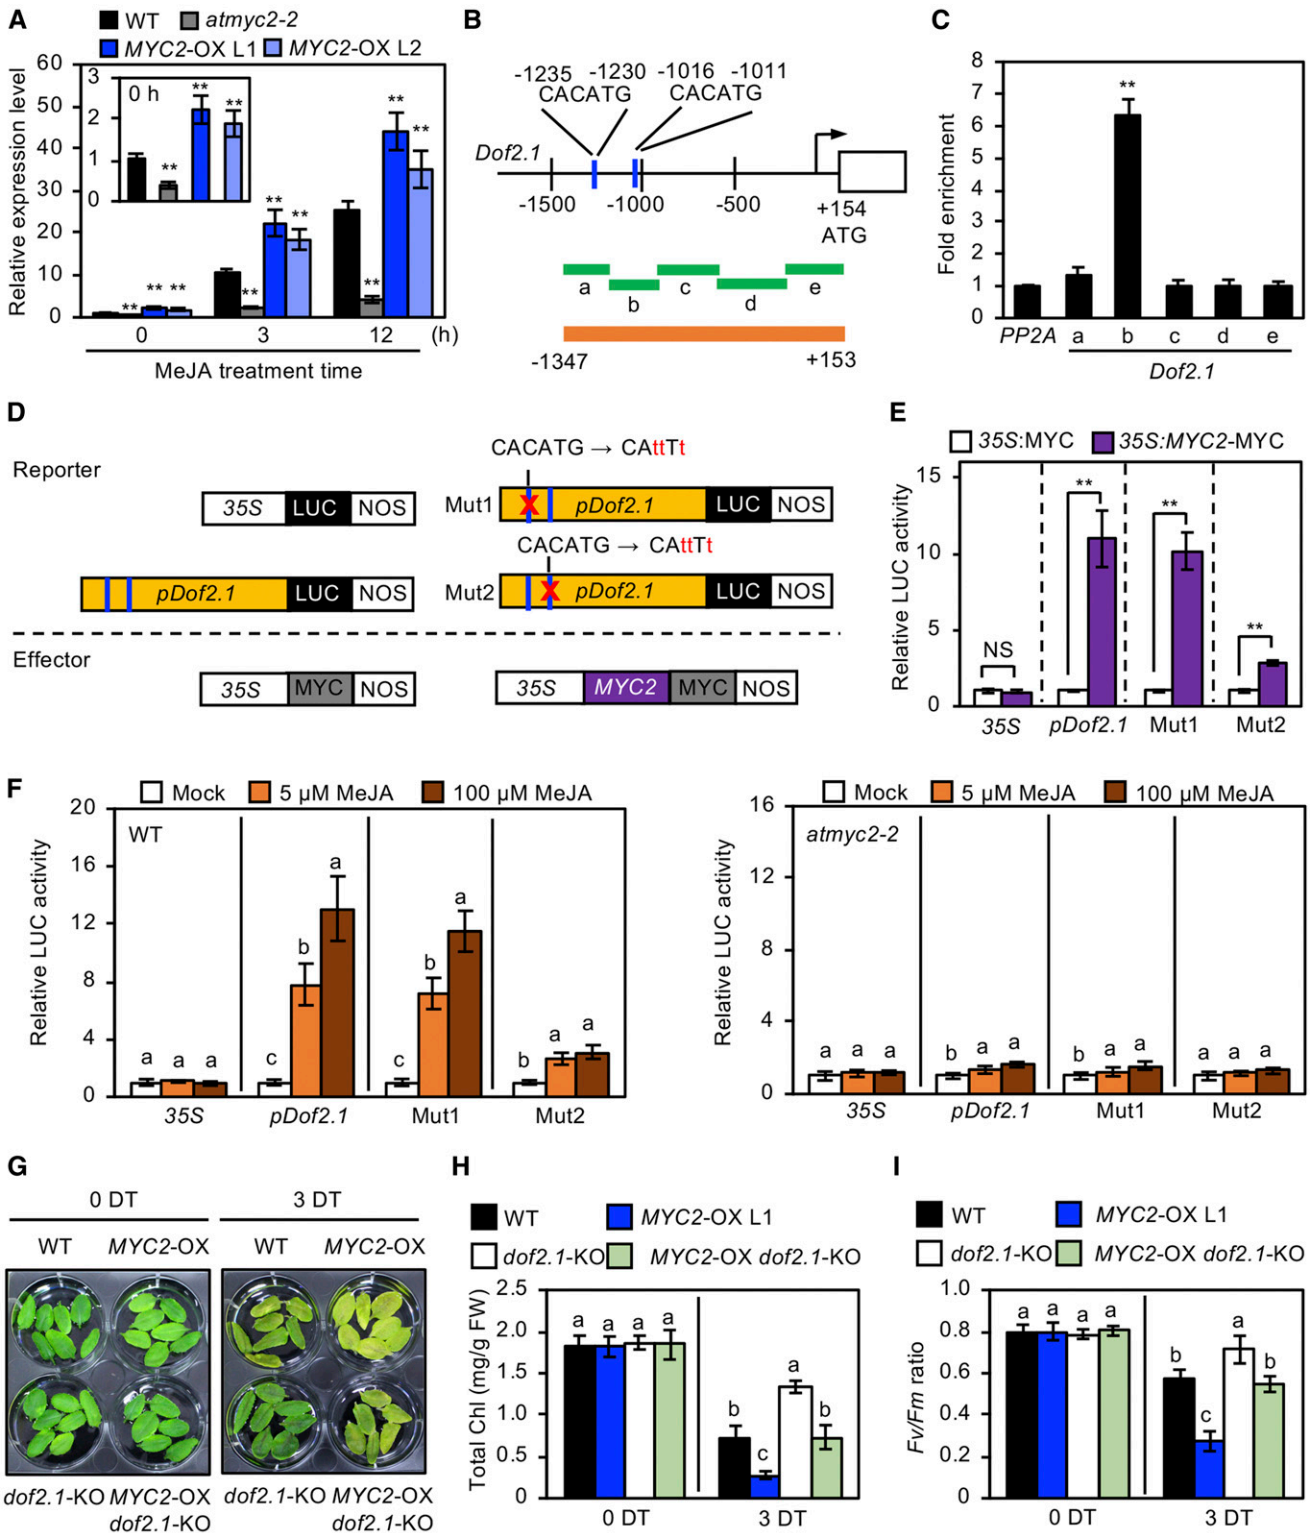 A
WT atmyc2-2
MYC2-OX L1 MYC2-OX L2
Relative expression level
60
50
40
30
20
10
0
3
2
1
0
0 h
**
**
**
** ** **
** ** **
** ** **
0 3 12 (h)
MeJA treatment time
B
-1235 -1230 -1016 -1011
CACATG CACATG
Dof2.1
-1500 -1000 -500 +154
ATG
a b c d e
-1347 +153
C
Fold enrichment
8
7
6
5
4
3
2
1
0
**
PP2A a b c d e
Dof2.1
D
Reporter
35S LUC NOS
pDof2.1 LUC NOS
CACATG → CAttTt
Mut1 X pDof2.1 LUC NOS
CACATG → CAttTt
Mut2 X pDof2.1 LUC NOS
Effector
35S MYC NOS
35S MYC2 MYC NOS
E
35S:MYC 35S:MYC2-MYC
Relative LUC activity
15
10
5
0
NS ** ** **
35S pDof2.1 Mut1 Mut2
F
Mock 5 µM MeJA 100 µM MeJA
Relative LUC activity
20
16
12
8
4
0
WT
a a a c b a c b a b a a
35S pDof2.1 Mut1 Mut2
Mock 5 µM MeJA 100 µM MeJA
Relative LUC activity
16
12
8
4
0
atmyc2-2
a a a b a a b a a a a a
35S pDof2.1 Mut1 Mut2
G
0 DT 3 DT
WT MYC2-OX WT MYC2-OX
dof2.1-KO MYC2-OX dof2.1-KO MYC2-OX
dof2.1-KO dof2.1-KO
H
WT MYC2-OX L1
dof2.1-KO MYC2-OX dof2.1-KO
Total Chl (mg/g FW)
2.5
2.0
1.5
1.0
0.5
0
a a a a b c a b
0 DT 3 DT
I
WT MYC2-OX L1
dof2.1-KO MYC2-OX dof2.1-KO
Fv/Fm ratio
1.0
0.8
0.6
0.4
0.2
0
a a a a b c a b
0 DT 3 DT